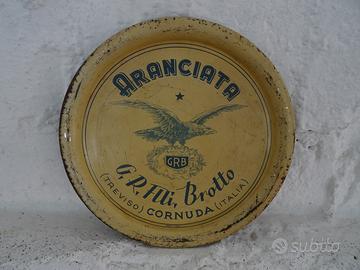 ARANCIATA
GRB
G. R. F.lli, Brotto
(TREVISO) CORNUDA (ITALIA)
subito